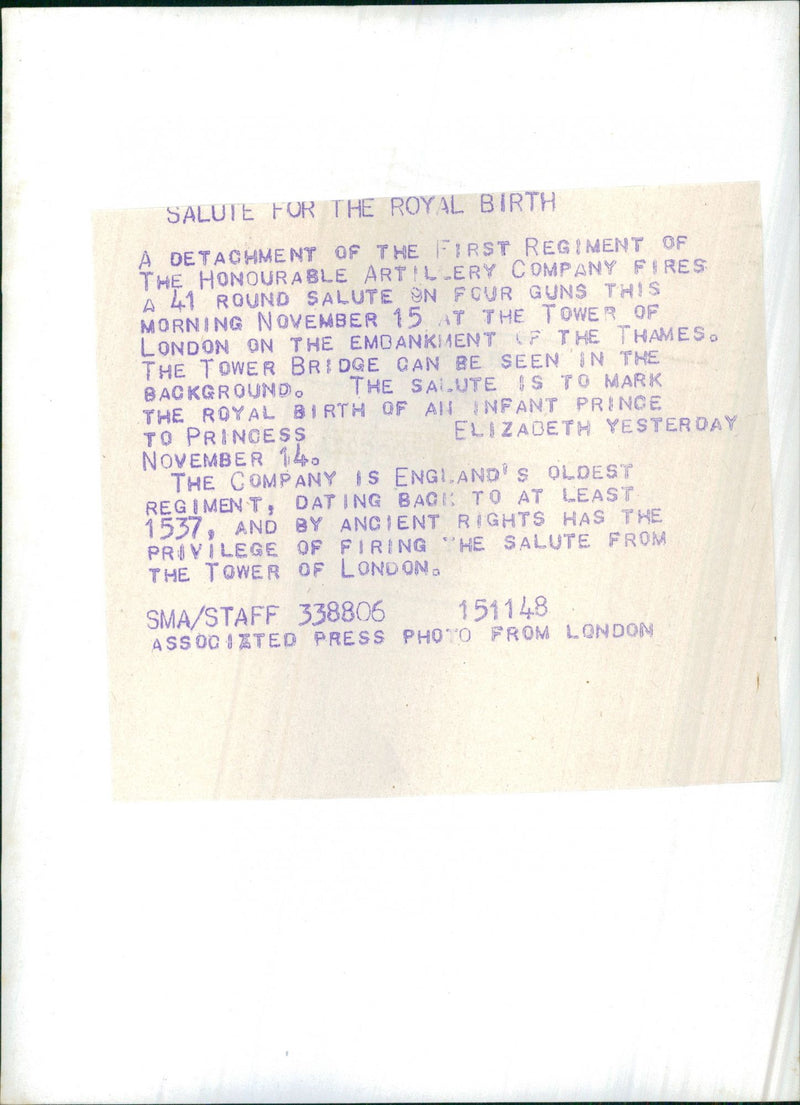 SALUTE FOR THE ROYAL BIRTH
A DETACHMENT OF THE FIRST REGIMENT OF
THE HONOURABLE ARTILLERY COMPANY FIRES
A 41 ROUND SALUTE ON FOUR GUNS THIS
MORNING NOVEMBER 15 AT THE TOWER OF
LONDON ON THE EMBANKMENT OF THE THAMES.
THE TOWER BRIDGE CAN BE SEEN IN THE
BACKGROUND. THE SALUTE IS TO MARK
THE ROYAL BIRTH OF AN INFANT PRINCE
TO PRINCESS ELIZABETH YESTERDAY
NOVEMBER 14.
THE COMPANY IS ENGLAND'S OLDEST
REGIMENT, DATING BACK TO AT LEAST
1537, AND BY ANCIENT RIGHTS HAS THE
PRIVILEGE OF FIRING THE SALUTE FROM
THE TOWER OF LONDON.
SMA/STAFF 338806 151148
ASSOCIATED PRESS PHOTO FROM LONDON